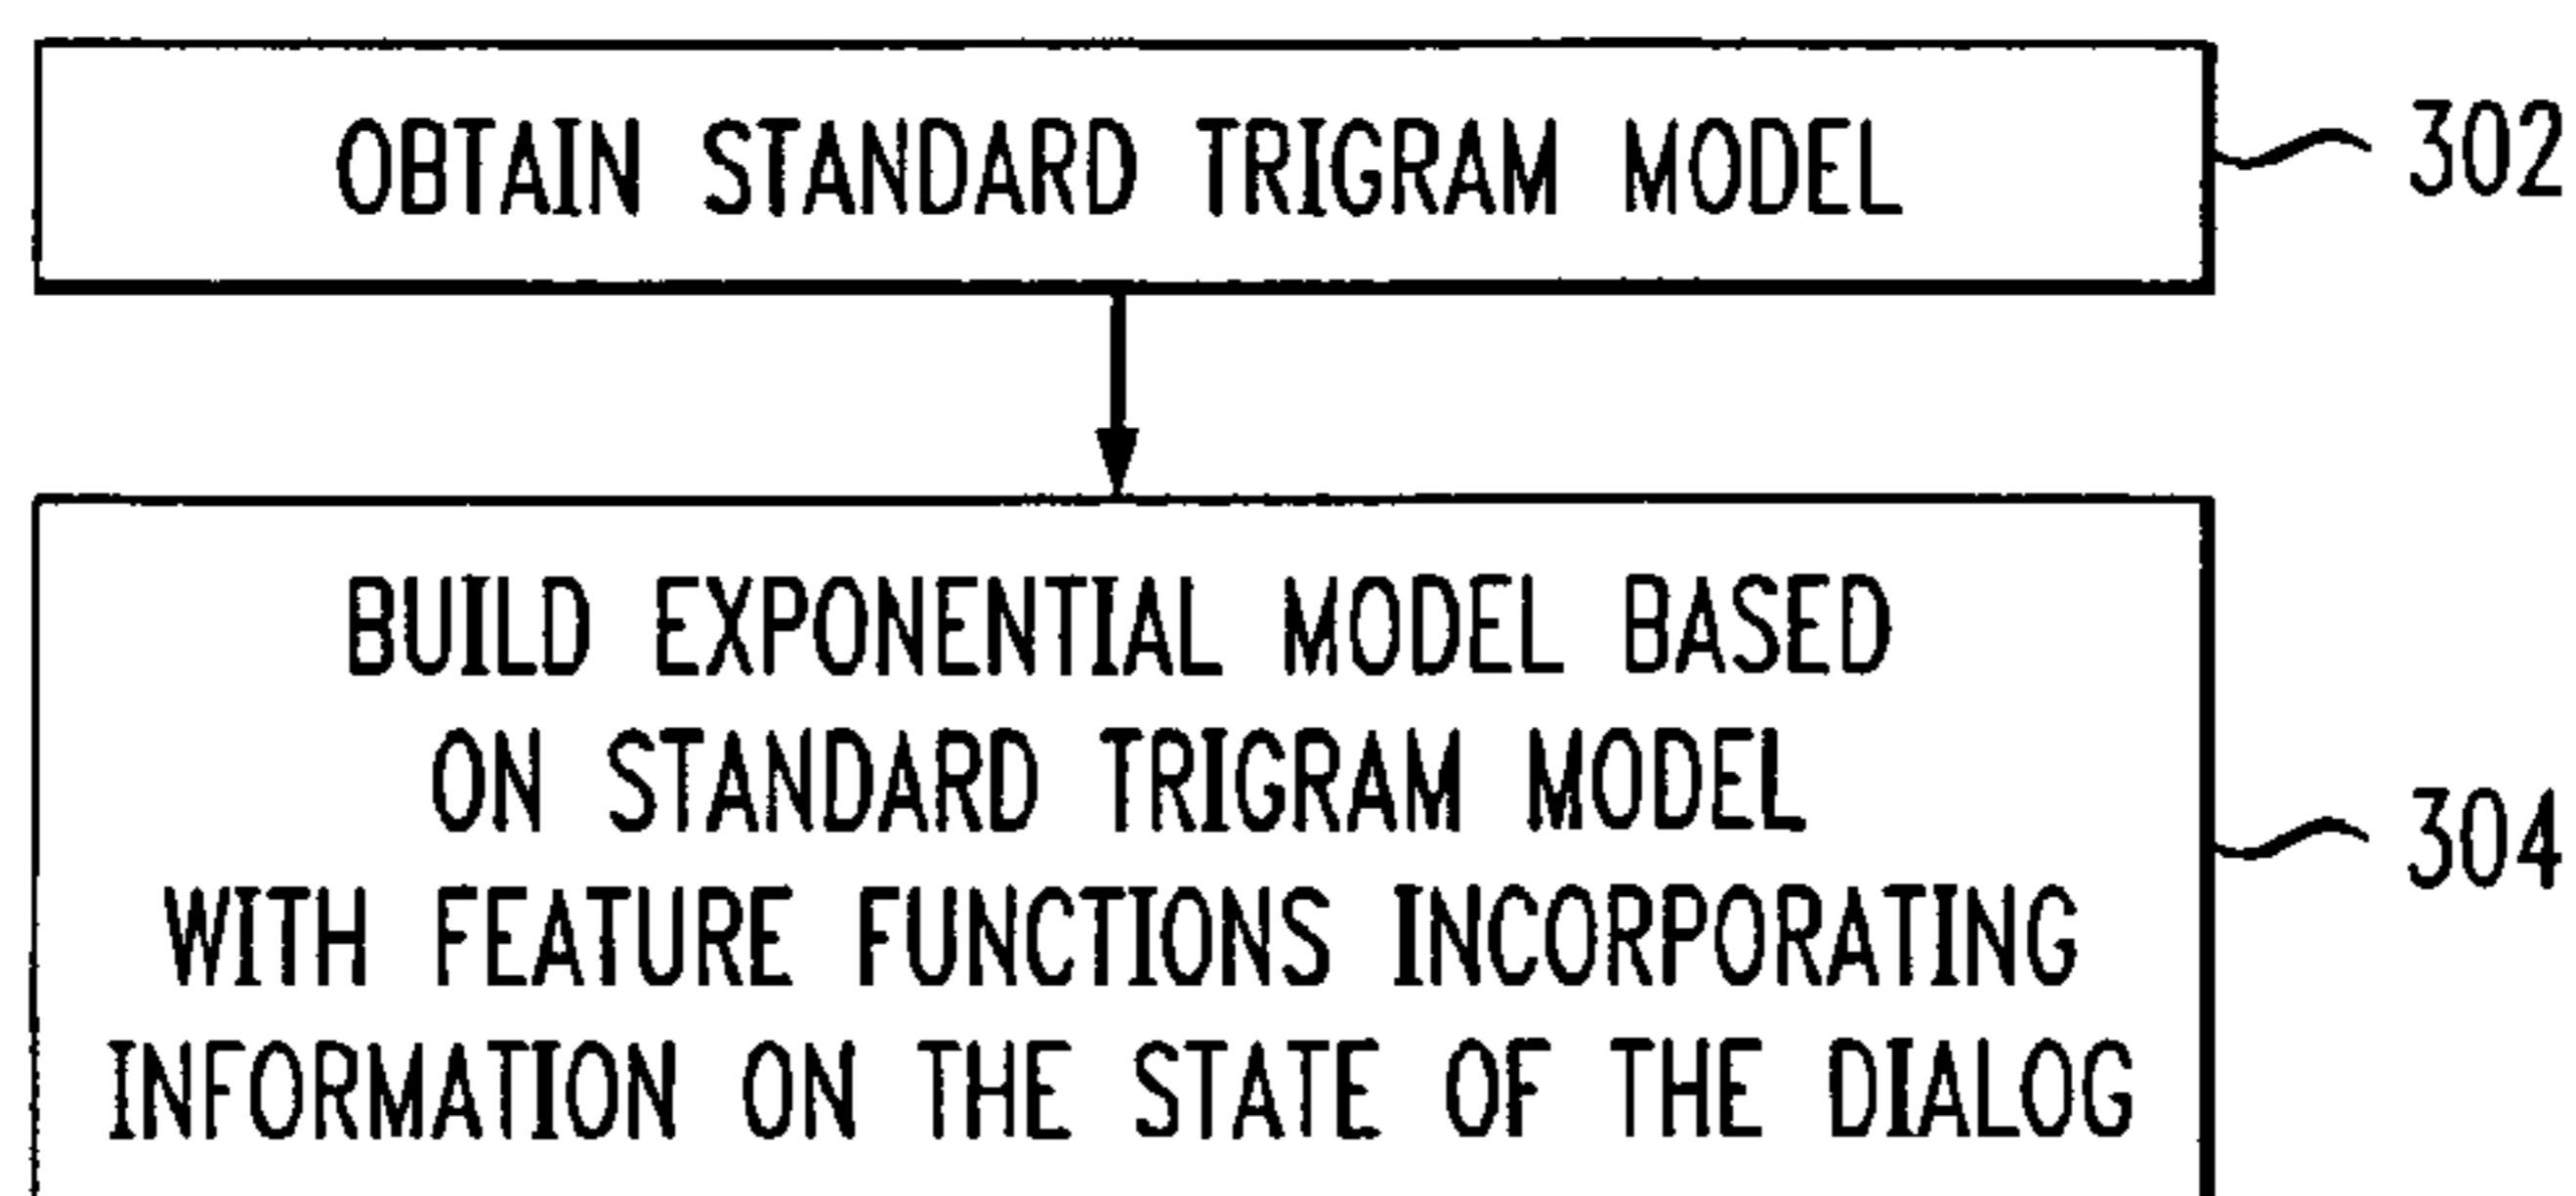 OBTAIN STANDARD TRIGRAM MODEL
302
BUILD EXPONENTIAL MODEL BASED
ON STANDARD TRIGRAM MODEL
304
WITH FEATURE FUNCTIONS INCORPORATING
INFORMATION ON THE STATE OF THE DIALOG